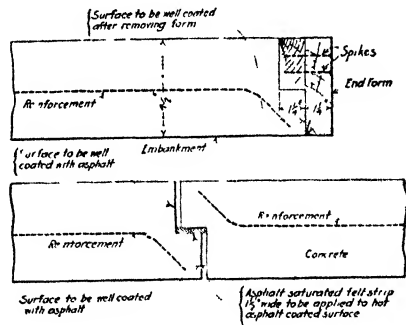 Surface to be well coated
after removing form
Spikes
End form
Reinforcement
4½"
1¼" 1¼"
Embankment
Surface to be well
coated with asphalt
Reinforcement
Reinforcement
Concrete
Surface to be well coated
with asphalt
Asphalt saturated felt strip
1½" wide to be applied to hot
asphalt coated surface